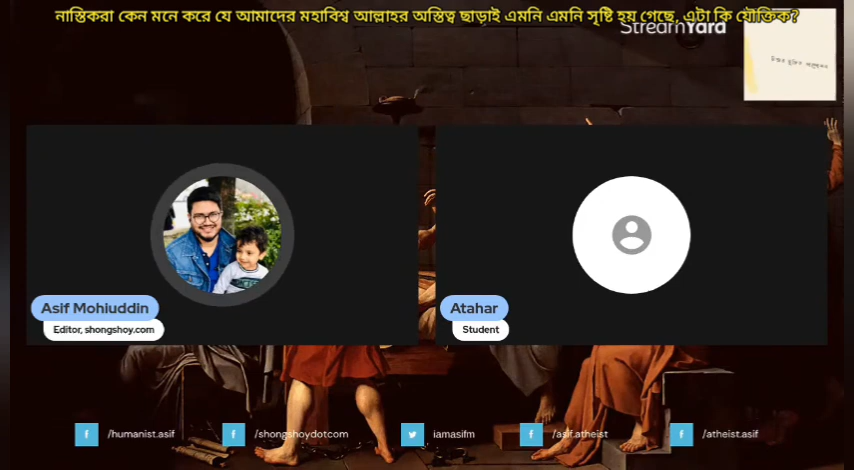 নাস্তিকরা কেন মনে করে যে আমাদের মহাবিশ্ব আল্লাহর অস্তিত্ব ছাড়াই এমনি এমনি সৃষ্টি হয় গেছে, এটা কি যৌক্তিক?
StreamYard
Asif Mohiuddin
Editor, shongshoy.com
Atahar
Student
/humanist.asif
/shongshoydotcom
iamasifm
/asif.atheist
/atheist.asif